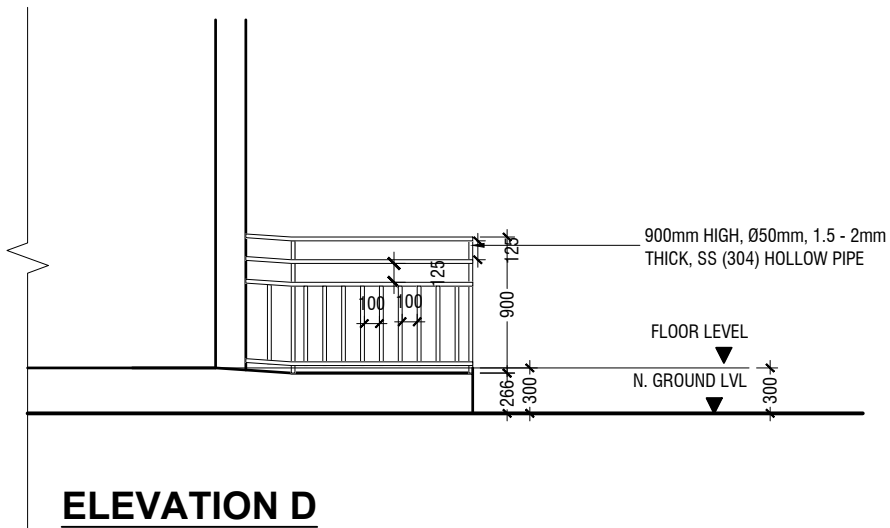 125
900mm HIGH, Ø50mm, 1.5 - 2mm
THICK, SS (304) HOLLOW PIPE
125
100
100
900
FLOOR LEVEL
N. GROUND LVL
266
300
300
ELEVATION D